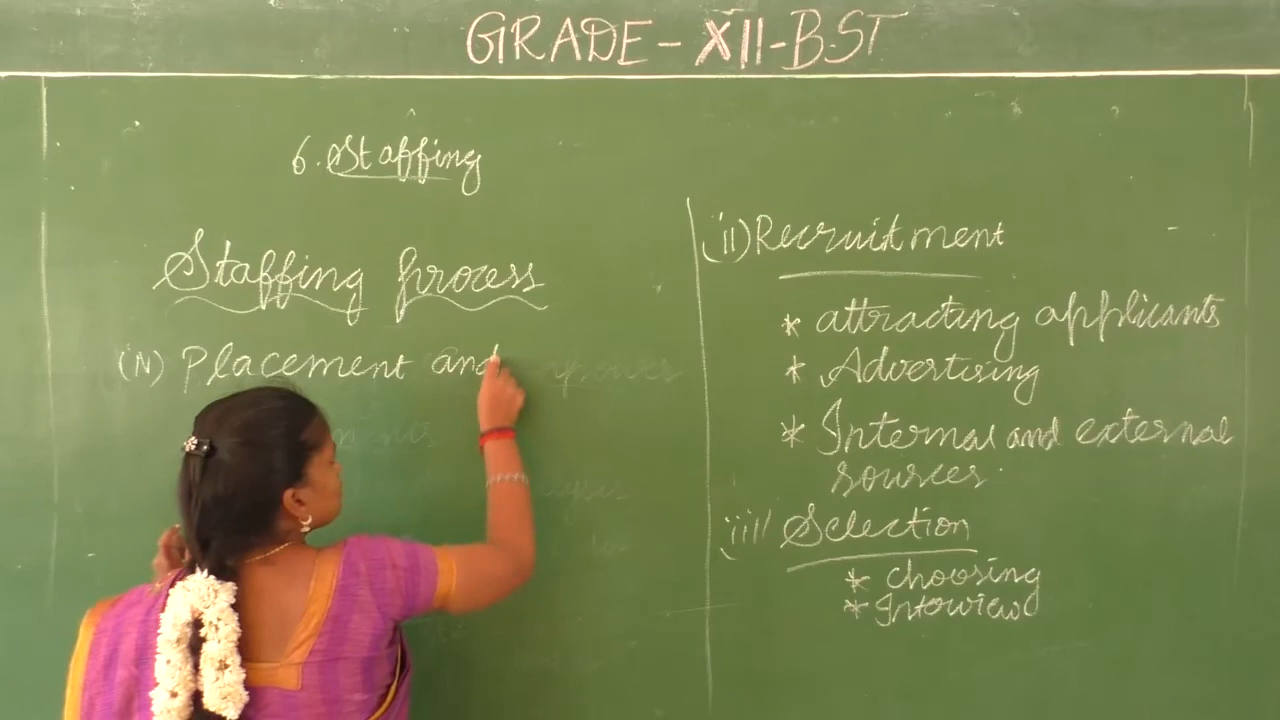 GRADE-XII-B.ST
6. Staffing
Staffing process
(iv) Placement and
(ii) Recruitment
* attracting applicants
* Advertising
* Internal and external
sources.
(iii) Selection
* choosing
* Interview